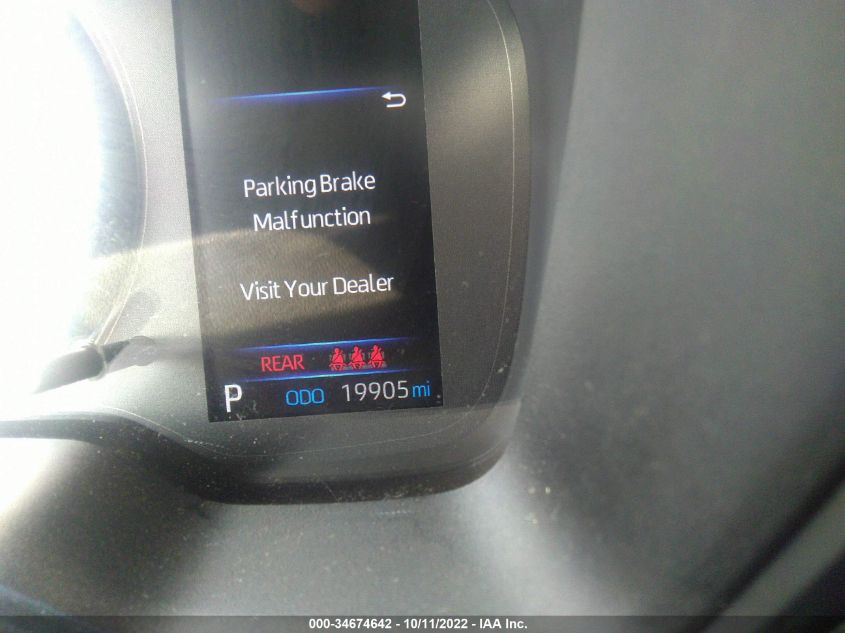 Parking Brake
Malfunction
Visit Your Dealer
REAR
P ODO 19905 mi
000-34674642 - 10/11/2022 - IAA Inc.